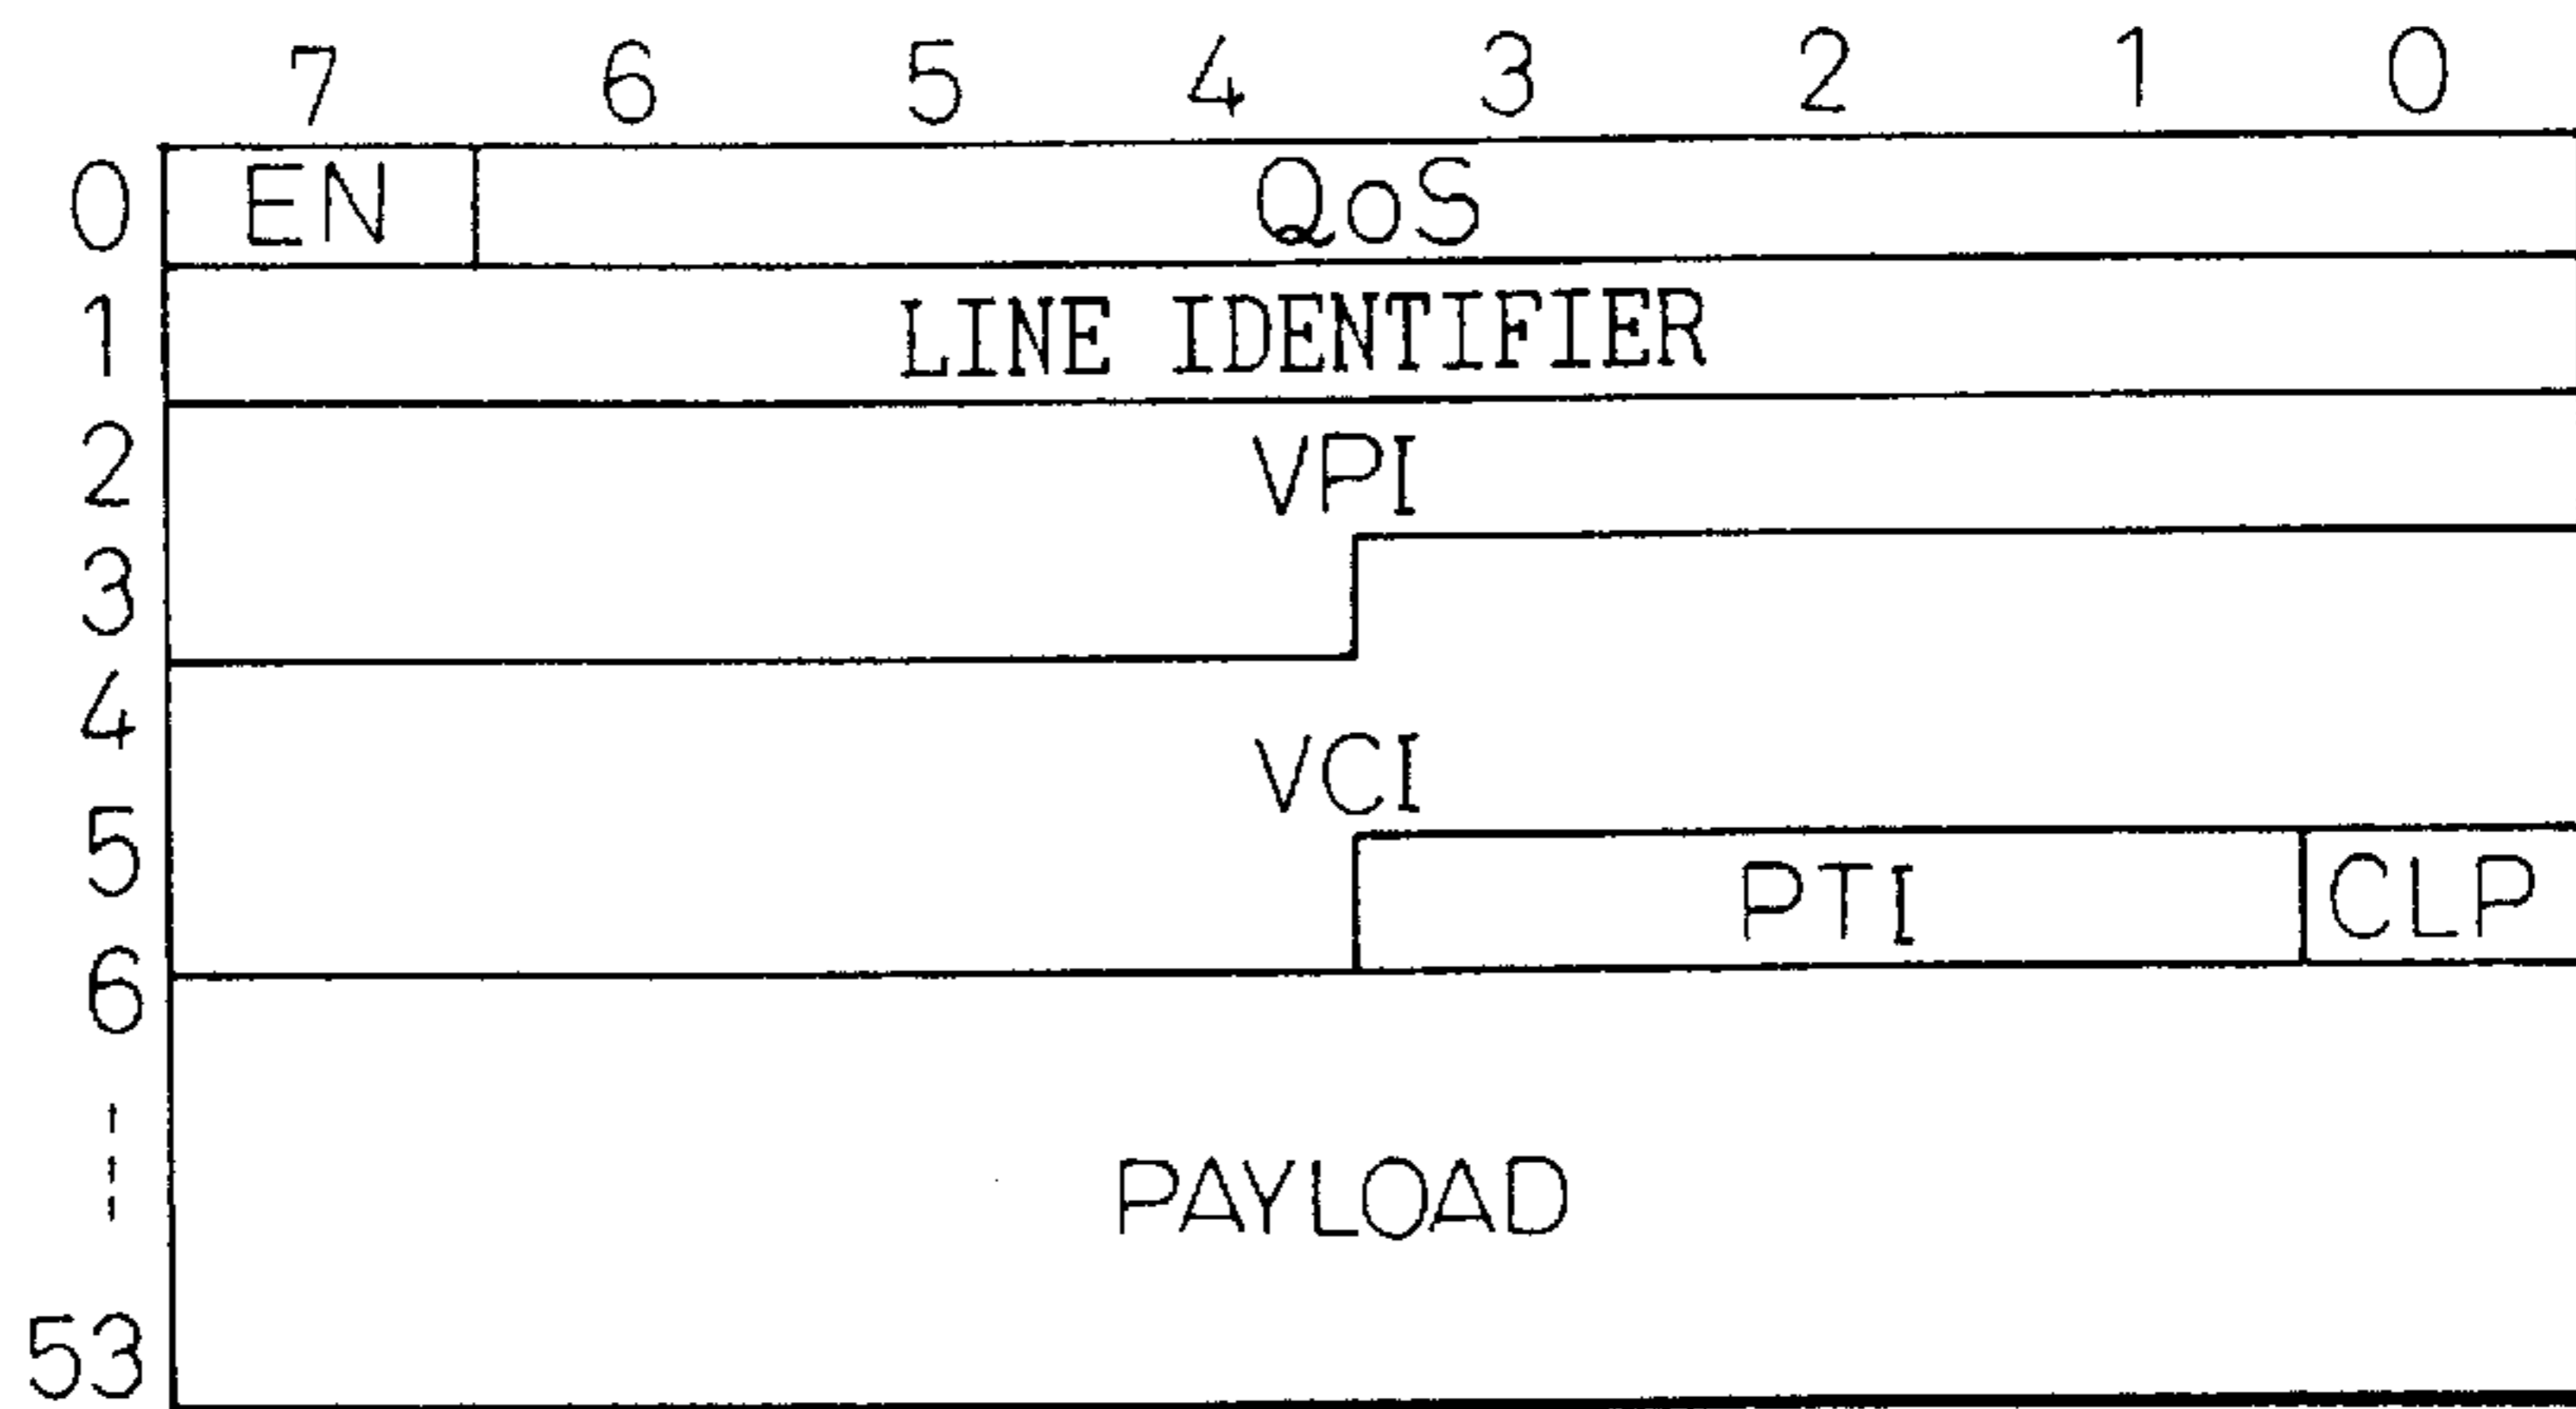 7 6 5 4 3 2 1 0
0 EN QoS
1 LINE IDENTIFIER
2 VPI
3
4
VCI
5 PTI CLP
6
PAYLOAD
53